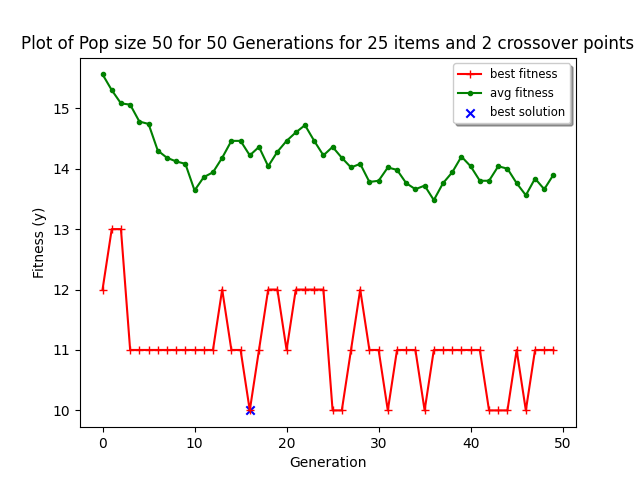 Plot of Pop size 50 for 50 Generations for 25 items and 2 crossover points
best fitness
avg fitness
best solution
15
14
13
12
11
10
Fitness (y)
0 10 20 30 40 50
Generation